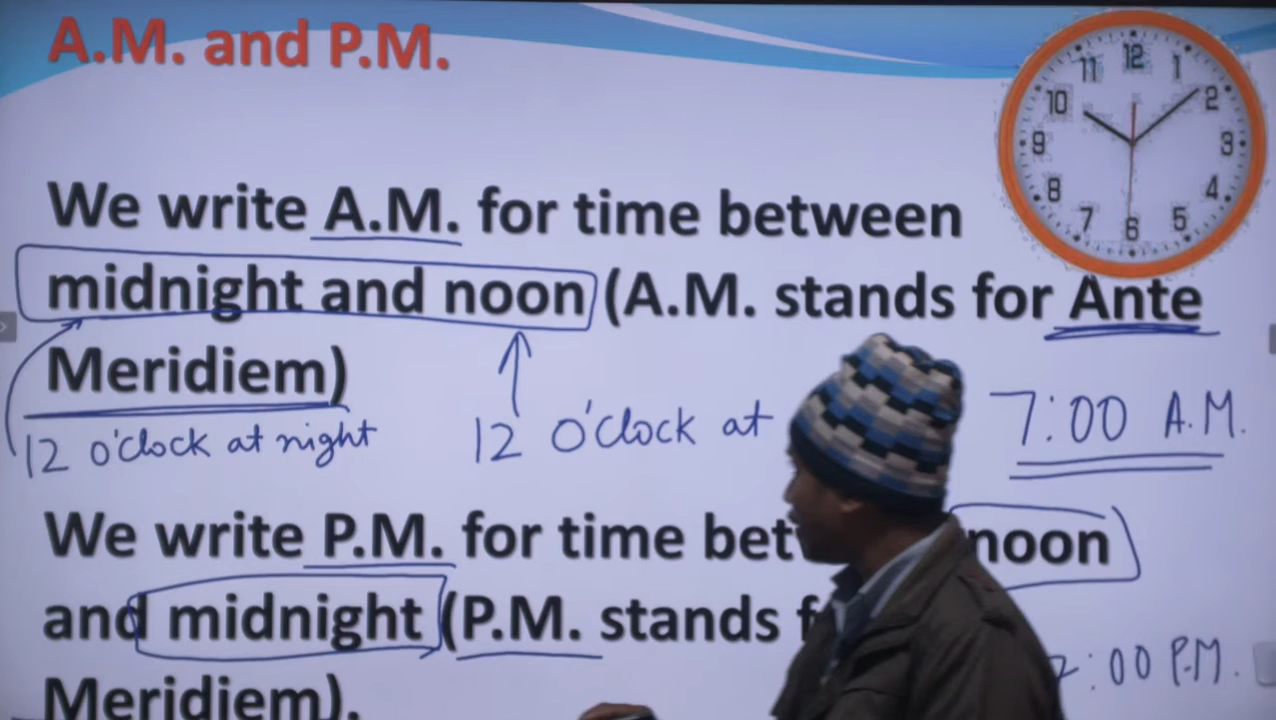 A.M. and P.M.
12
11 1
10 2
9 3
8 4
7 5
6
We write A.M. for time between
midnight and noon (A.M. stands for Ante
Meridiem)
12 o'clock at night 12 o'clock at
7:00 A.M.
We write P.M. for time noon
and midnight (P.M. stands
:00 P.M.
Meridiem).